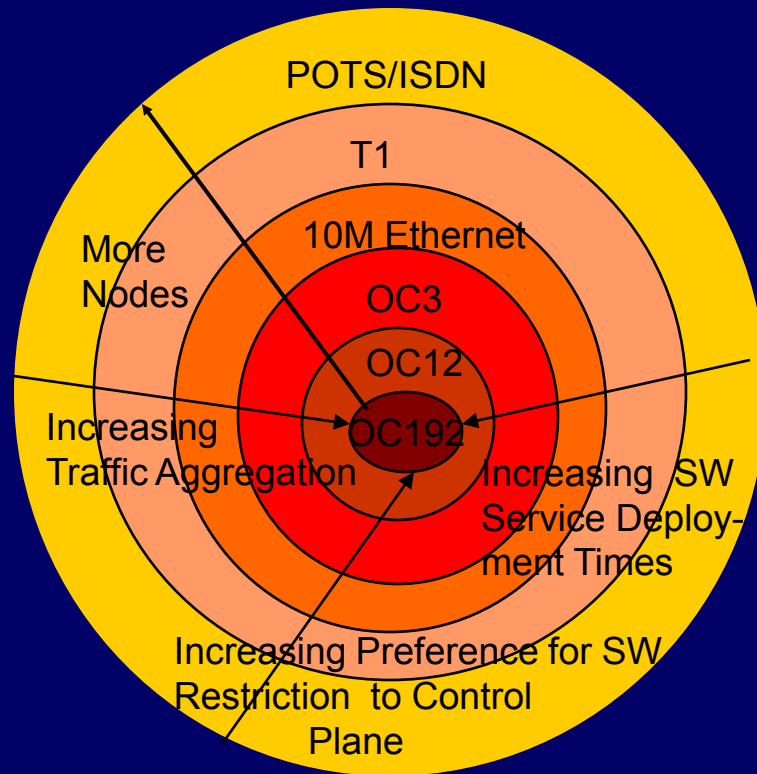 POTS/ISDN
T1
10M Ethernet
More
Nodes
OC3
OC12
OC192
Increasing
Traffic Aggregation
Increasing SW
Service Deploy-
ment Times
Increasing Preference for SW
Restriction to Control
Plane